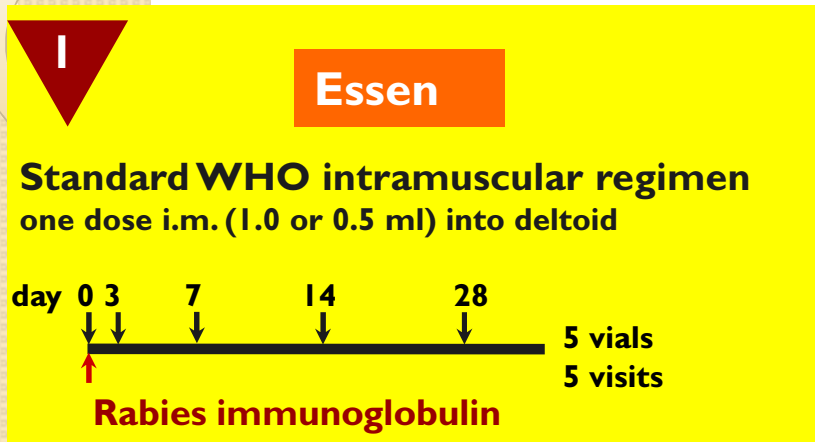 1
Essen
Standard WHO intramuscular regimen
one dose i.m. (1.0 or 0.5 ml) into deltoid
day 0 3 7 14 28
5 vials
5 visits
Rabies immunoglobulin